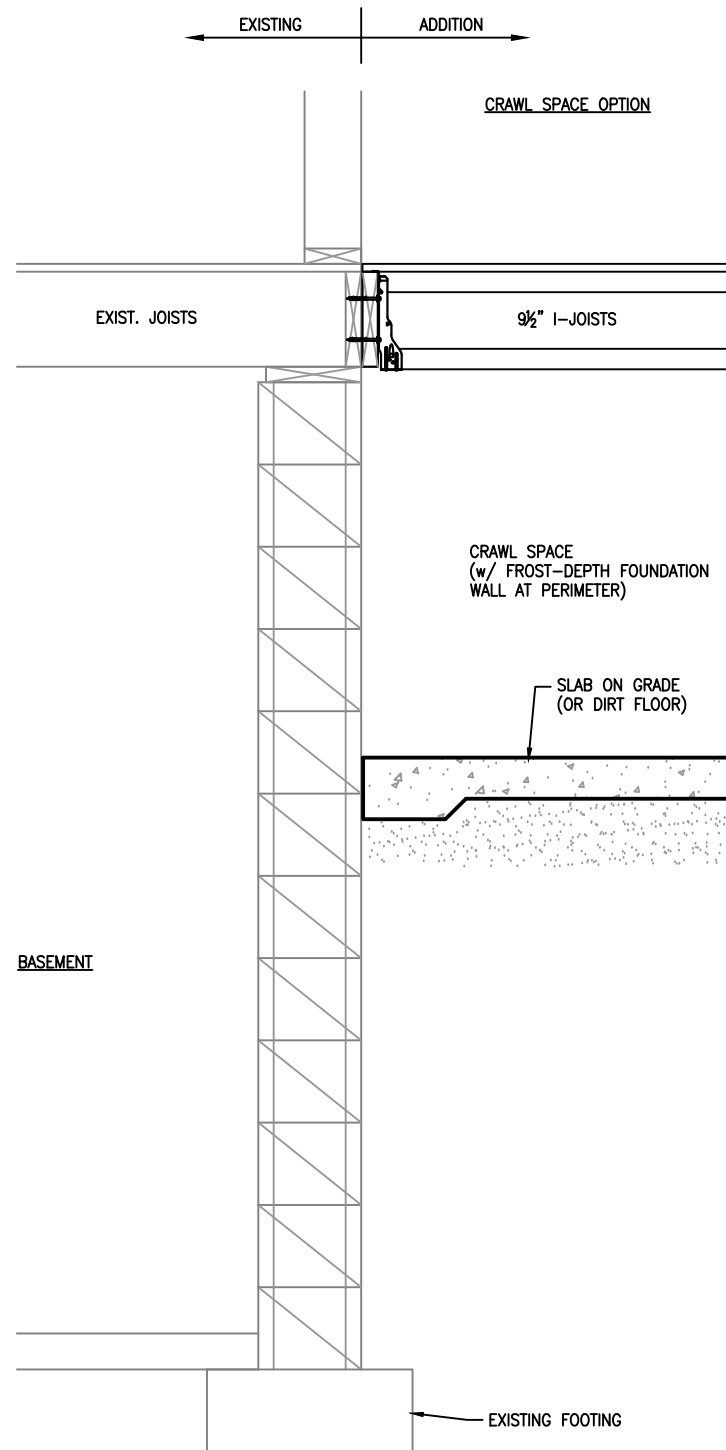 EXISTING
ADDITION
CRAWL SPACE OPTION
EXIST. JOISTS
9½" I-JOISTS
CRAWL SPACE
(w/ FROST-DEPTH FOUNDATION
WALL AT PERIMETER)
SLAB ON GRADE
(OR DIRT FLOOR)
BASEMENT
EXISTING FOOTING